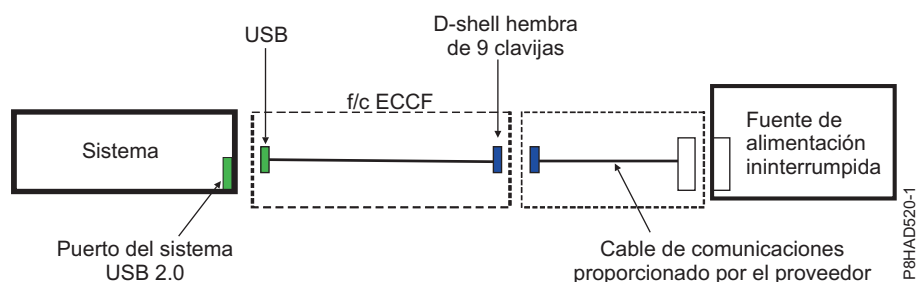 USB
D-shell hembra
de 9 clavijas
f/c ECCF
Sistema
Fuente de
alimentación
ininterrumpida
Puerto del sistema
USB 2.0
Cable de comunicaciones
proporcionado por el proveedor
P8HAD520-1